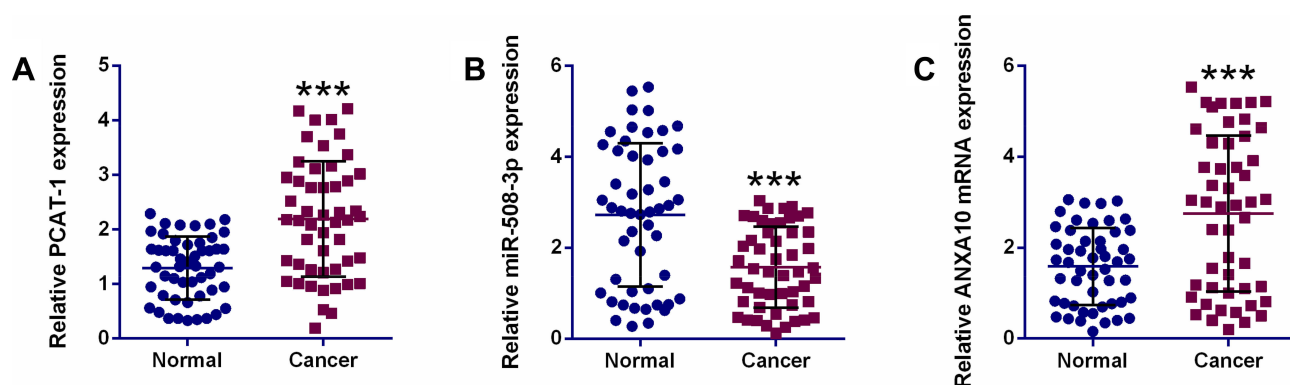 A
Relative PCAT-1 expression
5
4
3
2
1
0
***
Normal
Cancer
B
Relative miR-508-3p expression
6
4
2
0
***
Normal
Cancer
C
Relative ANXA10 mRNA expression
6
4
2
0
***
Normal
Cancer